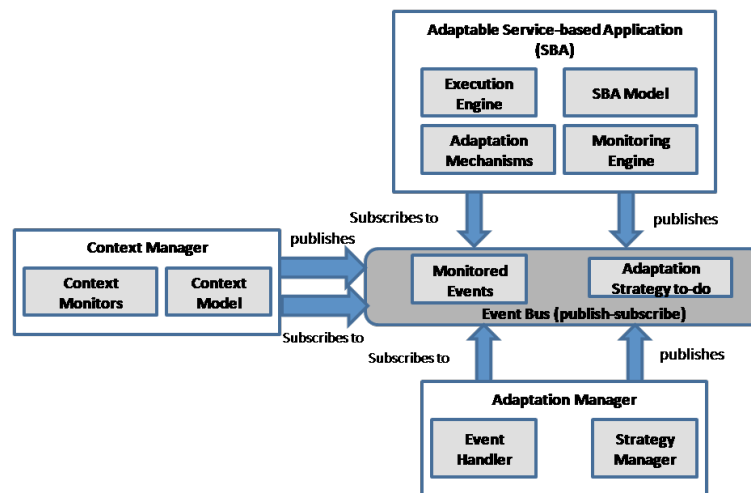 Adaptable Service-based Application
(SBA)
Execution
Engine
SBA Model
Adaptation
Mechanisms
Monitoring
Engine
Subscribes to
publishes
Context Manager
Context
Monitors
Context
Model
publishes
Subscribes to
Monitored
Events
Adaptation
Strategy to-do
Event Bus (publish-subscribe)
Subscribes to
publishes
Adaptation Manager
Event
Handler
Strategy
Manager